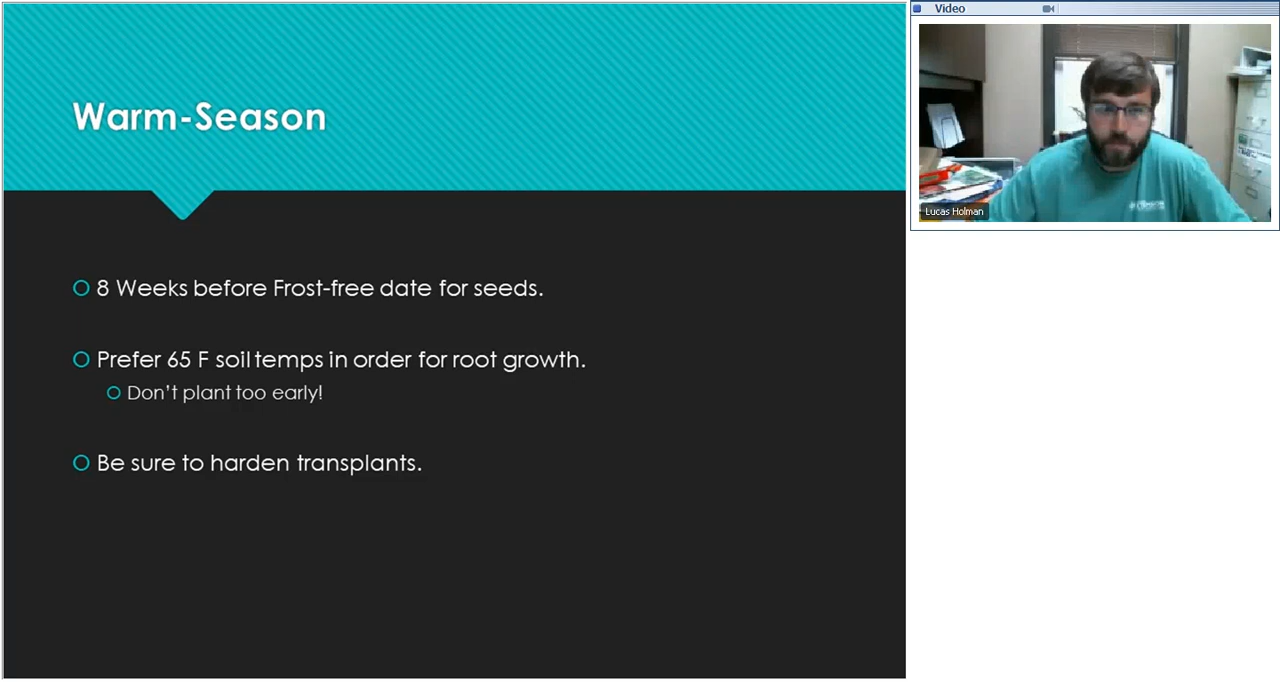 Warm-Season
8 Weeks before Frost-free date for seeds.
Prefer 65 F soil temps in order for root growth.
Don't plant too early!
Be sure to harden transplants.
Video
Lucas Holman